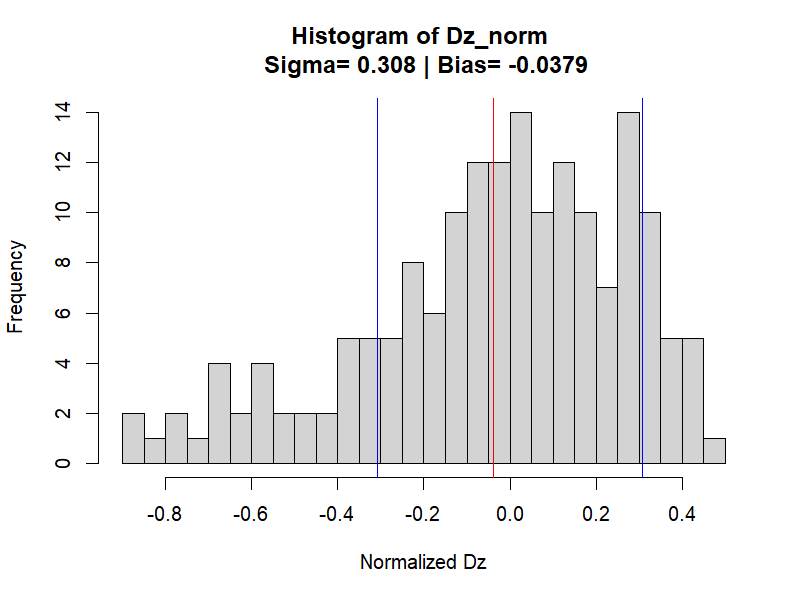 Histogram of Dz_norm
Sigma= 0.308 | Bias= -0.0379
Frequency
14
12
10
8
6
4
2
0
-0.8 -0.6 -0.4 -0.2 0.0 0.2 0.4
Normalized Dz